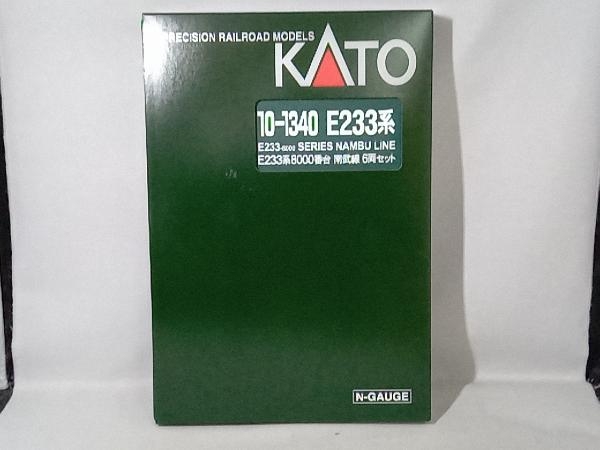 PRECISION RAILROAD MODELS
KATO
10-1340 E233系
E233-8000 SERIES NAMBU LINE
E233系8000番台 南武線 6両セット
N-GAUGE